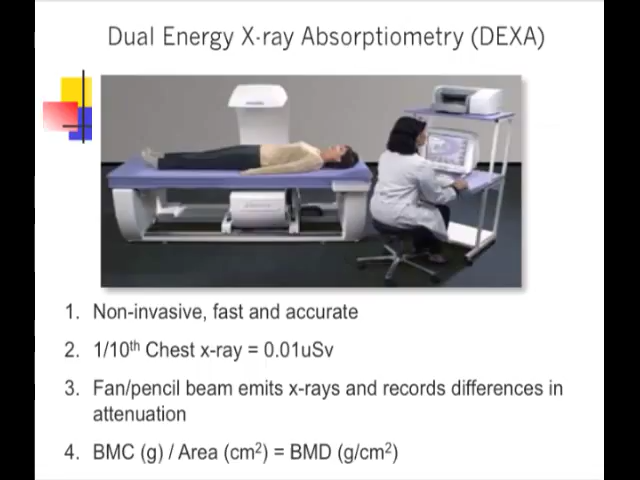 Dual Energy X-ray Absorptiometry (DEXA)
1. Non-invasive, fast and accurate
2. 1/10th Chest x-ray = 0.01uSv
3. Fan/pencil beam emits x-rays and records differences in
attenuation
4. BMC (g) / Area (cm²) = BMD (g/cm²)